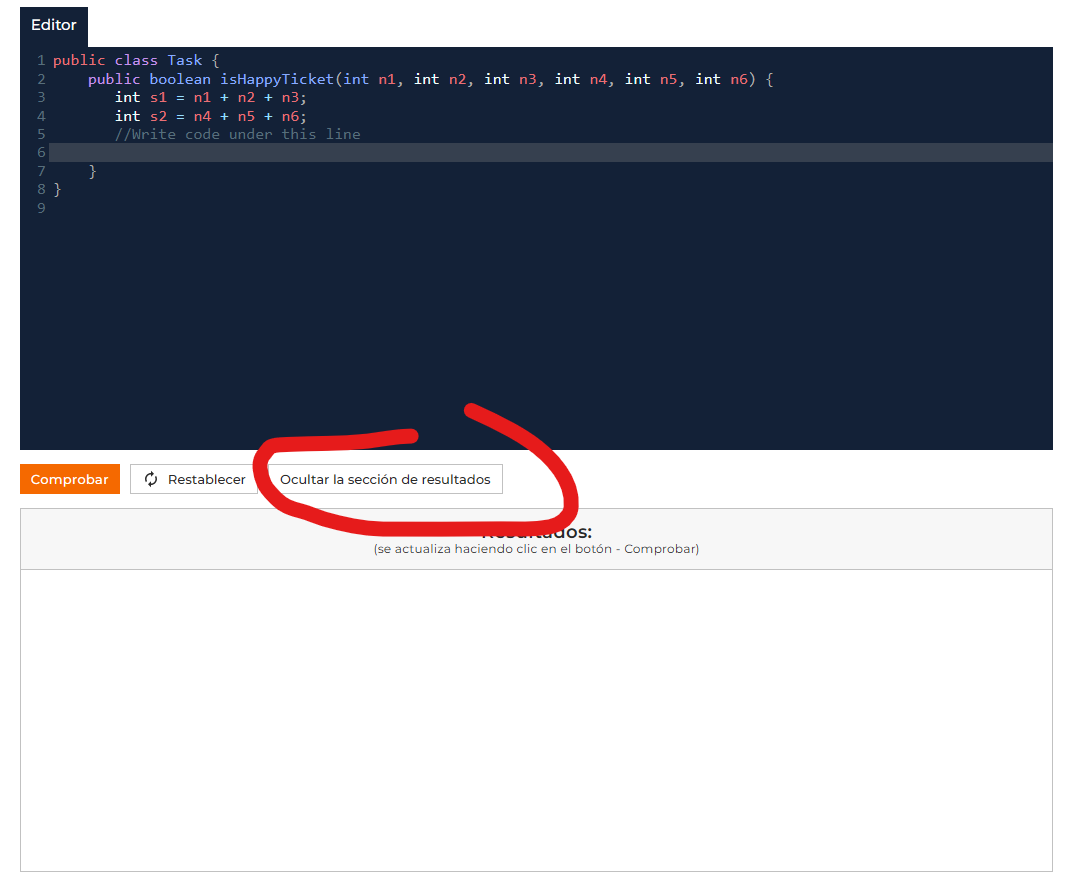 Editor
1 public class Task {
2 public boolean isHappyTicket(int n1, int n2, int n3, int n4, int n5, int n6) {
3 int s1 = n1 + n2 + n3;
4 int s2 = n4 + n5 + n6;
5 //Write code under this line
6
7 }
8 }
9
Comprobar Restablecer Ocultar la sección de resultados
Resultados:
(se actualiza haciendo clic en el botón - Comprobar)